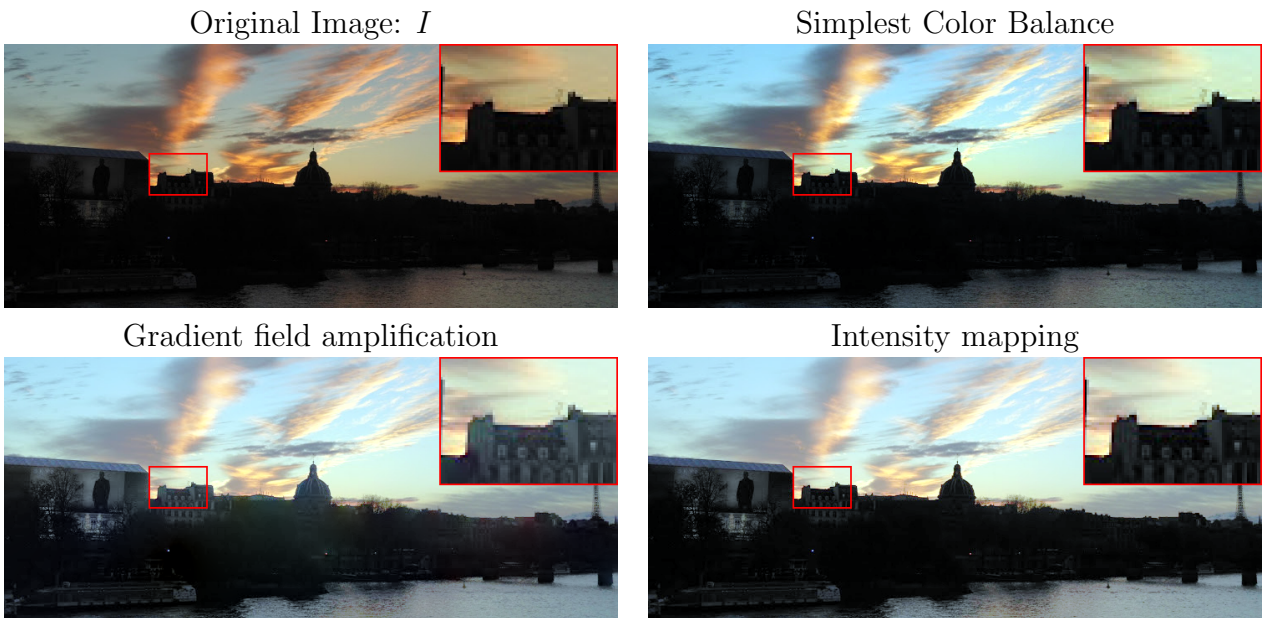 Original Image: I
Simplest Color Balance
Gradient field amplification
Intensity mapping